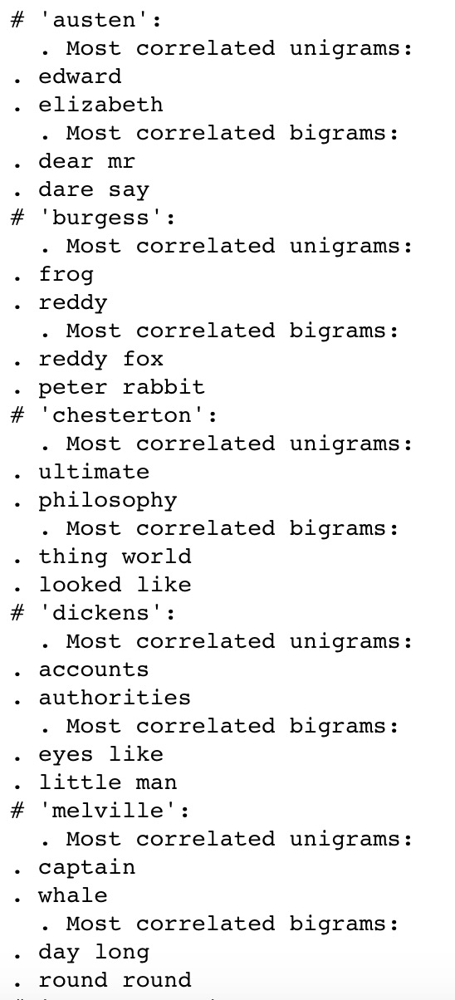 # 'austen':
  . Most correlated unigrams:
. edward
. elizabeth
  . Most correlated bigrams:
. dear mr
. dare say
# 'burgess':
  . Most correlated unigrams:
. frog
. reddy
  . Most correlated bigrams:
. reddy fox
. peter rabbit
# 'chesterton':
  . Most correlated unigrams:
. ultimate
. philosophy
  . Most correlated bigrams:
. thing world
. looked like
# 'dickens':
  . Most correlated unigrams:
. accounts
. authorities
  . Most correlated bigrams:
. eyes like
. little man
# 'melville':
  . Most correlated unigrams:
. captain
. whale
  . Most correlated bigrams:
. day long
. round round